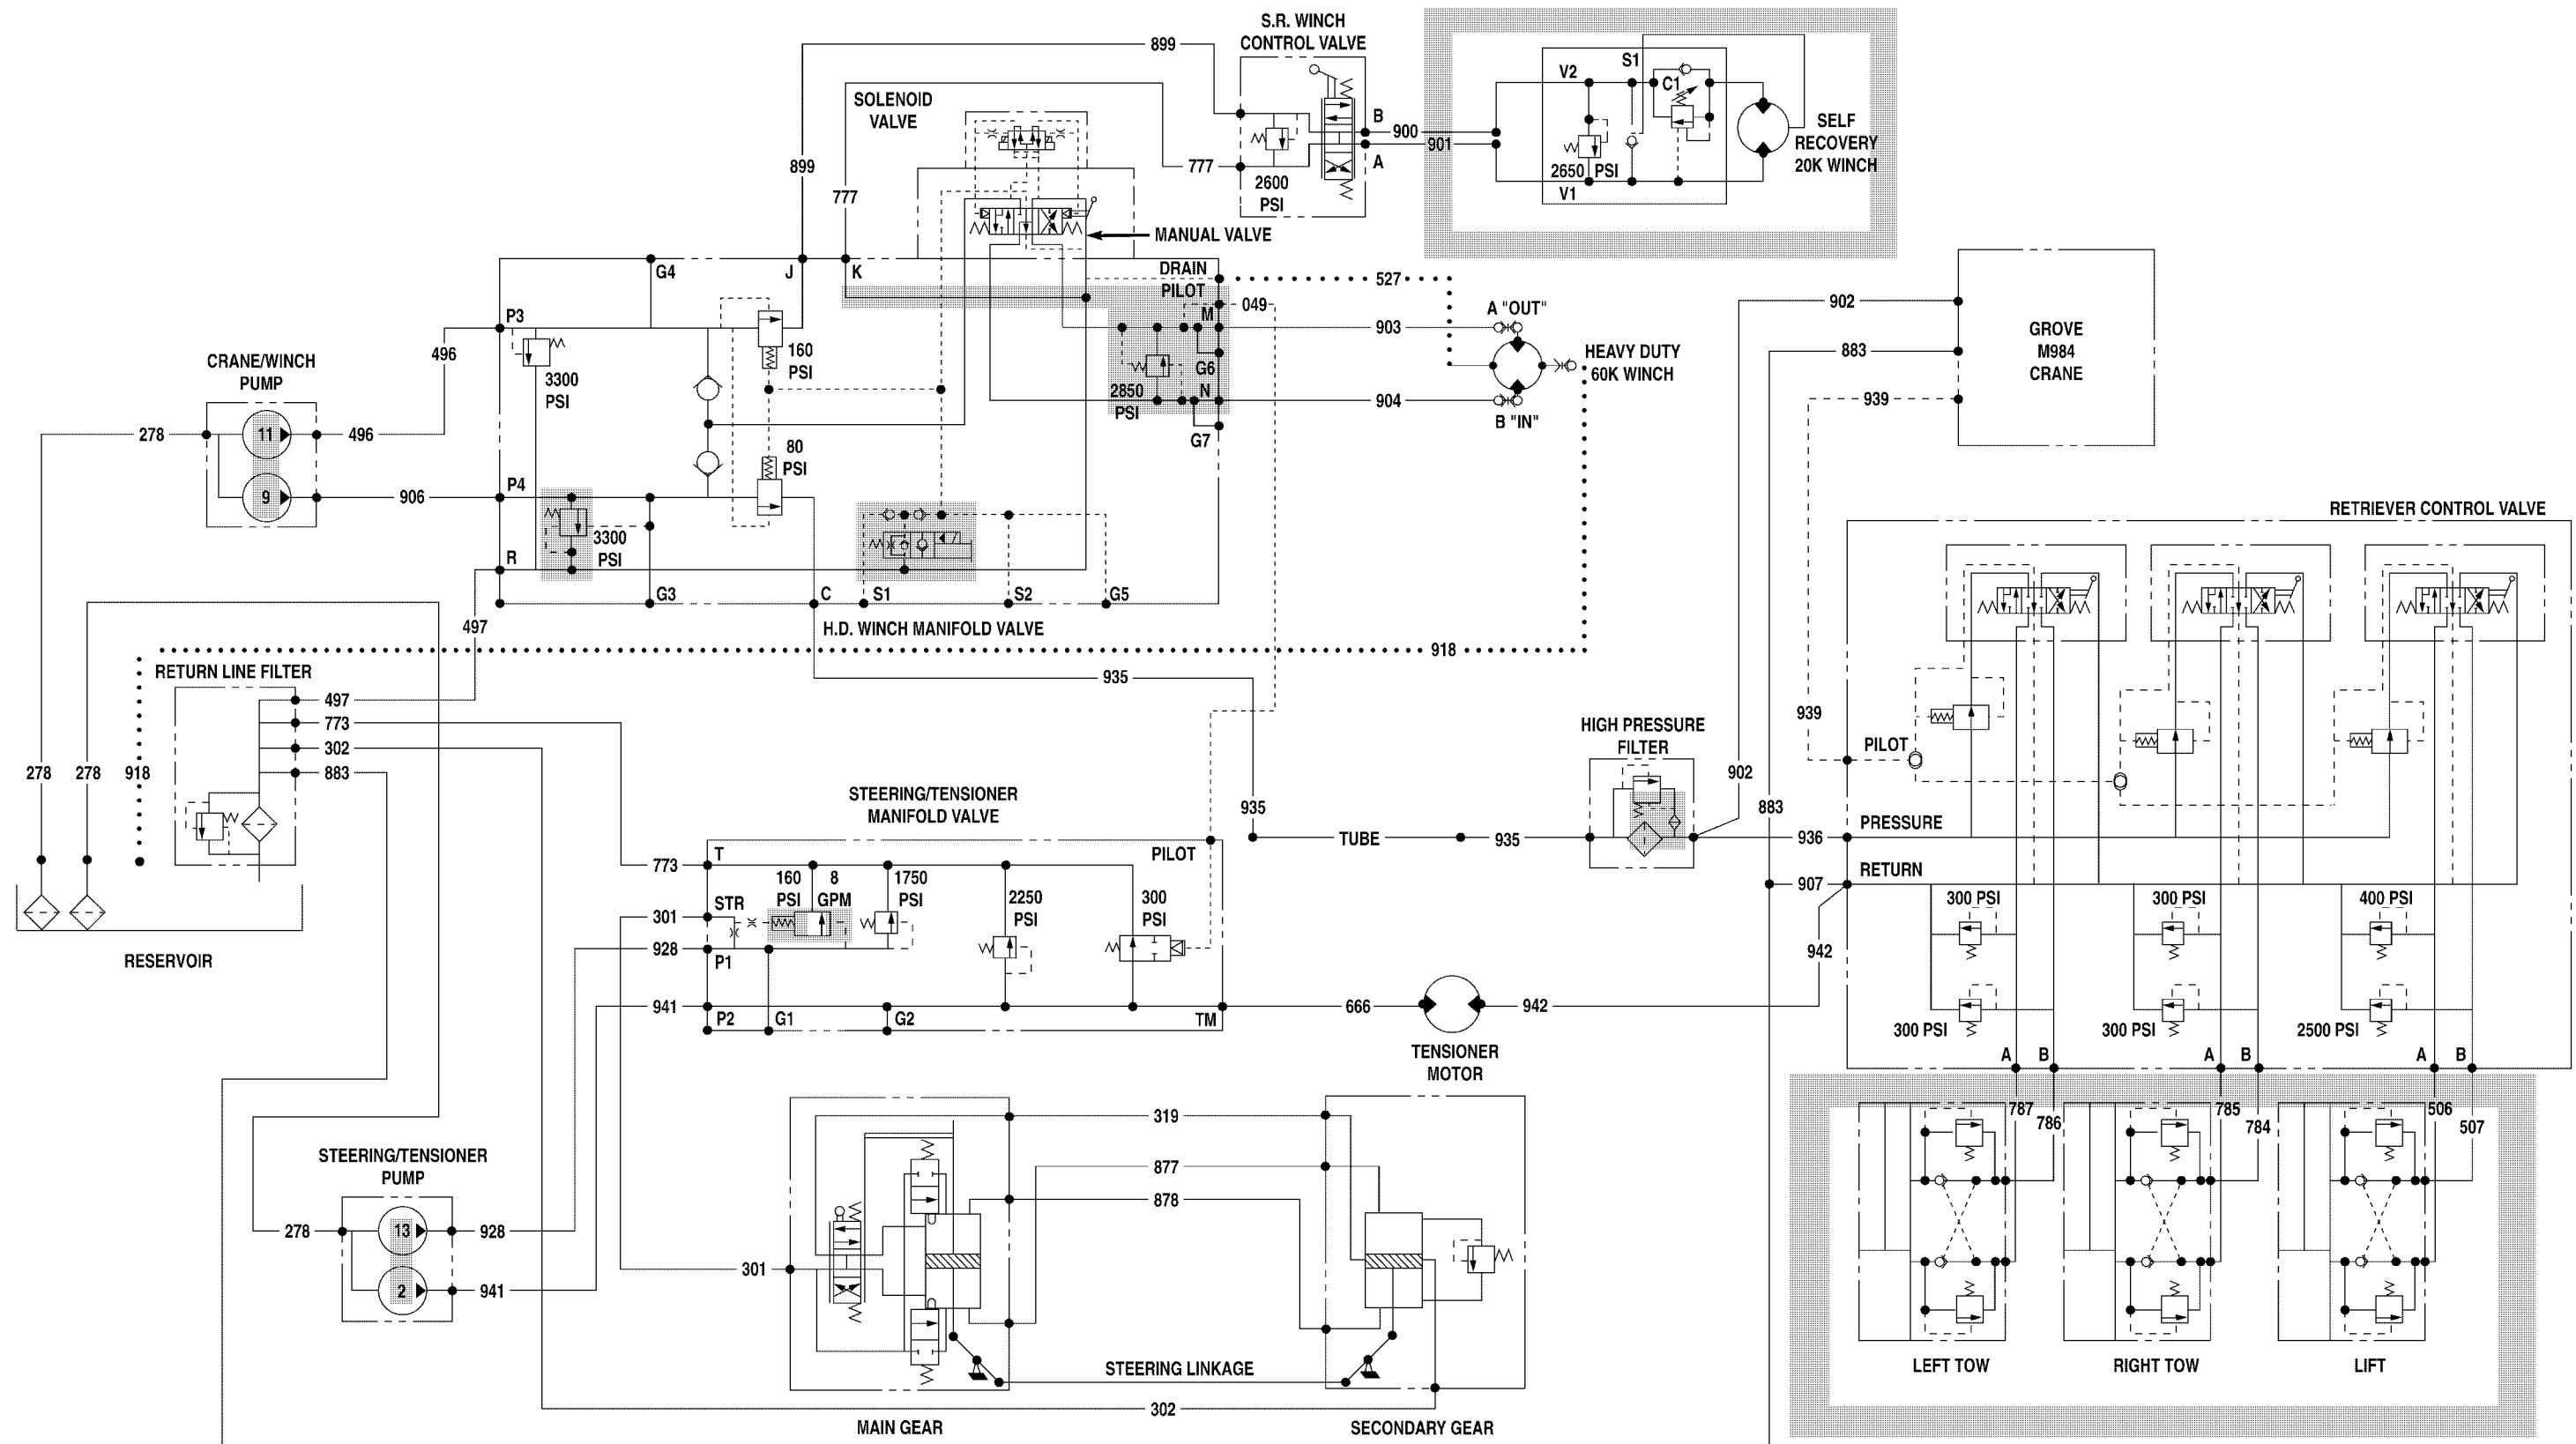 S.R. WINCH
CONTROL VALVE
899
899
777
777
SOLENOID
VALVE
MANUAL VALVE
2600
PSI
B
A
900
901
V2
S1
C1
2650 PSI
V1
SELF
RECOVERY
20K WINCH
G4
J
K
DRAIN
PILOT
M
G6
N
G7
2850
PSI
527
049
903
904
A "OUT"
B "IN"
HEAVY DUTY
60K WINCH
902
883
939
GROVE
M984
CRANE
P3
496
3300
PSI
160
PSI
80
PSI
CRANE/WINCH
PUMP
278
11
496
9
906
P4
3300
PSI
R
G3
C
S1
S2
G5
H.D. WINCH MANIFOLD VALVE
497
918
935
RETURN LINE FILTER
497
773
302
883
278
278
918
RESERVOIR
STEERING/TENSIONER
MANIFOLD VALVE
773
T
PILOT
160
PSI
8
GPM
1750
PSI
2250
PSI
300
PSI
301
STR
928
P1
941
P2
G1
G2
TM
666
942
TENSIONER
MOTOR
935
TUBE
935
HIGH PRESSURE
FILTER
902
883
939
936
907
942
RETRIEVER CONTROL VALVE
PILOT
PRESSURE
RETURN
300 PSI
300 PSI
400 PSI
300 PSI
300 PSI
2500 PSI
A
B
A
B
A
B
787
786
785
784
506
507
LEFT TOW
RIGHT TOW
LIFT
STEERING/TENSIONER
PUMP
278
13
928
2
941
301
319
877
878
STEERING LINKAGE
302
MAIN GEAR
SECONDARY GEAR